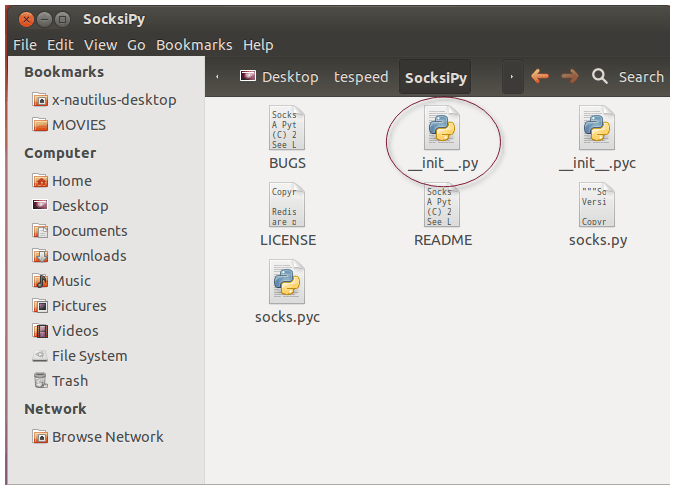 SocksiPy
File Edit View Go Bookmarks Help
Bookmarks
x-nautilus-desktop
MOVIES
Computer
Home
Desktop
Documents
Downloads
Music
Pictures
Videos
File System
Trash
Network
Browse Network
Desktop tespeed SocksiPy Search
Socks
A Pyt
(C) 2
See L
BUGS
__init__.py
__init__.pyc
Copyr
Redis
are p
LICENSE
Socks
A Pyt
(C) 2
See L
README
"""So
Versi
Copyr
socks.py
socks.pyc